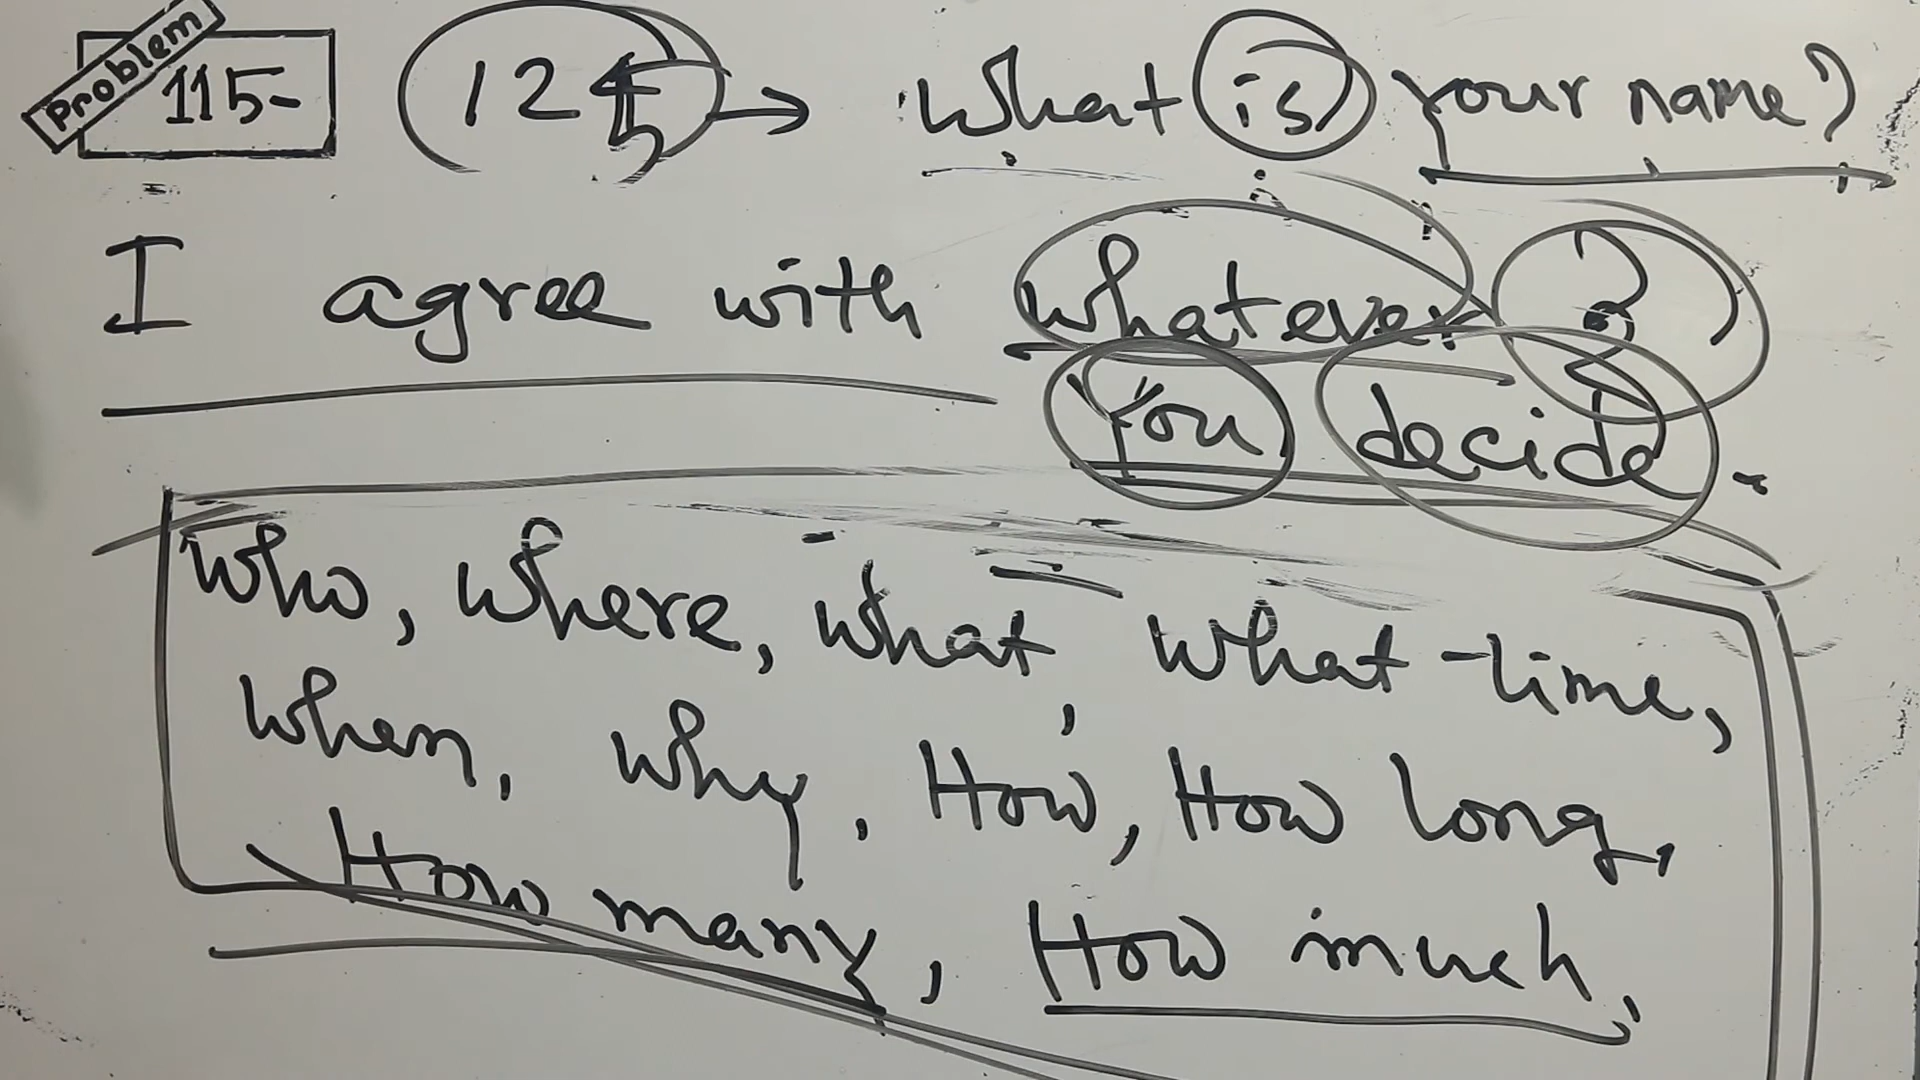 Problem
115-
125 → What is your name?
I agree with whatever ?
You decide.
Who, where, what, what-time,
when, why, How, How long,
How many, How much,